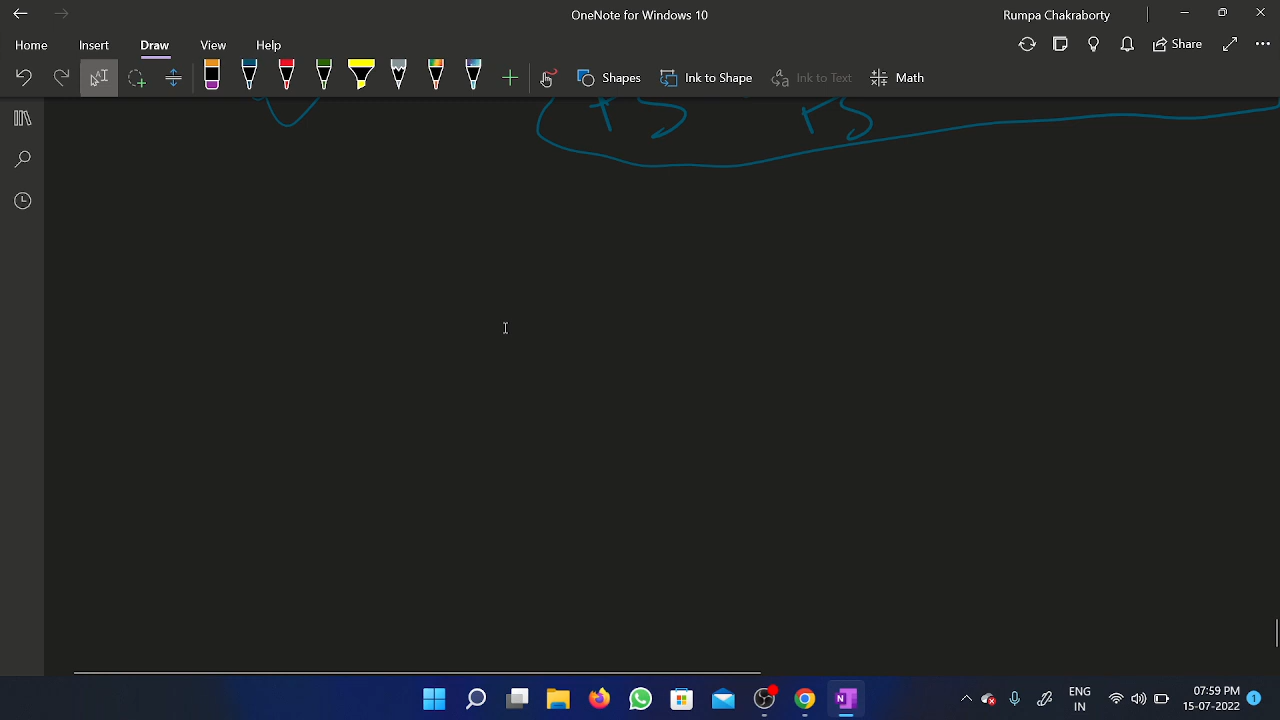 OneNote for Windows 10
Rumpa Chakraborty
Home Insert Draw View Help
Share
Shapes Ink to Shape Ink to Text Math
ENG
IN
07:59 PM
15-07-2022
1